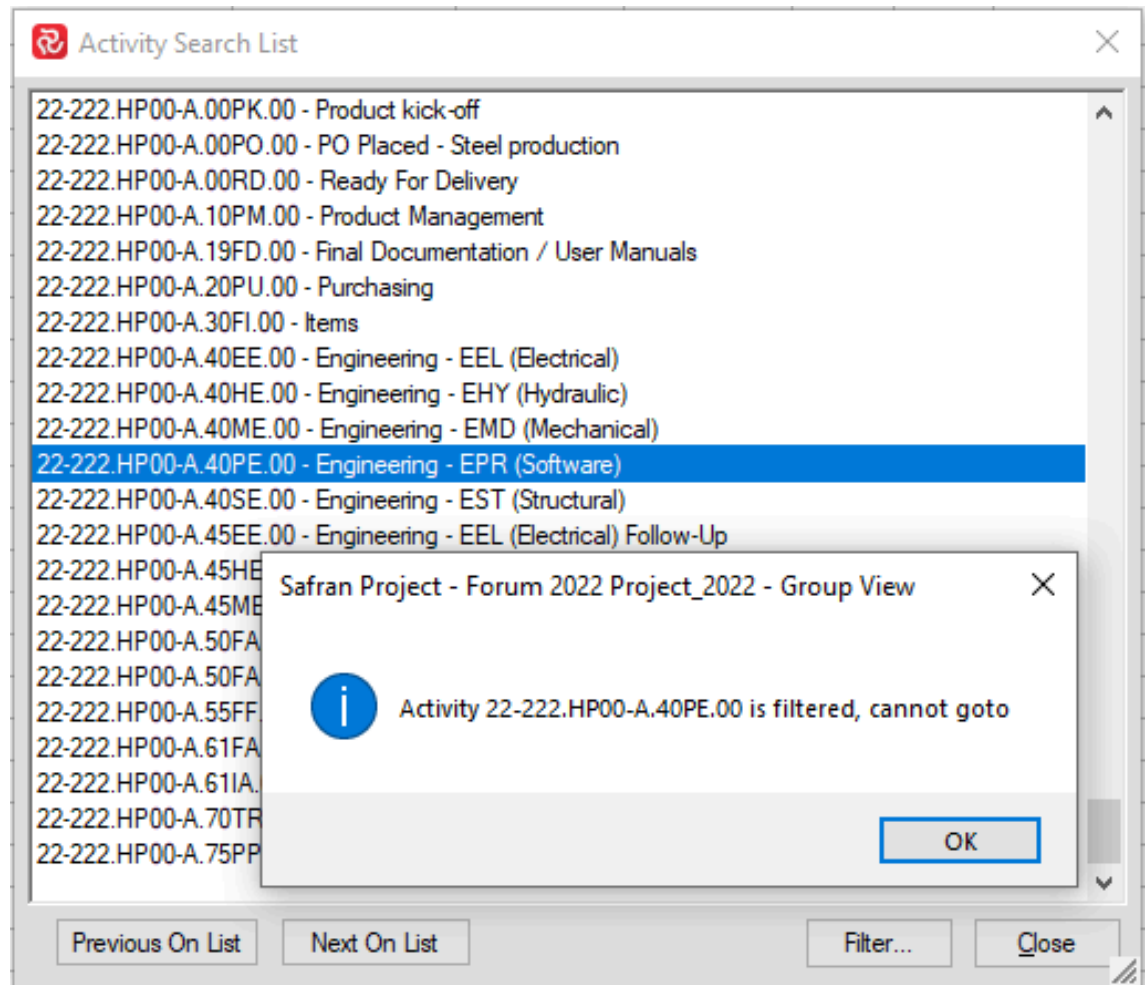 Activity Search List
22-222.HP00-A.00PK.00 - Product kick-off
22-222.HP00-A.00PO.00 - PO Placed - Steel production
22-222.HP00-A.00RD.00 - Ready For Delivery
22-222.HP00-A.10PM.00 - Product Management
22-222.HP00-A.19FD.00 - Final Documentation / User Manuals
22-222.HP00-A.20PU.00 - Purchasing
22-222.HP00-A.30FI.00 - Items
22-222.HP00-A.40EE.00 - Engineering - EEL (Electrical)
22-222.HP00-A.40HE.00 - Engineering - EHY (Hydraulic)
22-222.HP00-A.40ME.00 - Engineering - EMD (Mechanical)
22-222.HP00-A.40PE.00 - Engineering - EPR (Software)
22-222.HP00-A.40SE.00 - Engineering - EST (Structural)
22-222.HP00-A.45EE.00 - Engineering - EEL (Electrical) Follow-Up
22-222.HP00-A.45HE
22-222.HP00-A.45ME
22-222.HP00-A.50FA
22-222.HP00-A.50FA
22-222.HP00-A.55FF.
22-222.HP00-A.61FA
22-222.HP00-A.61IA.
22-222.HP00-A.70TR
22-222.HP00-A.75PP
Safran Project - Forum 2022 Project_2022 - Group View
Activity 22-222.HP00-A.40PE.00 is filtered, cannot goto
OK
Previous On List Next On List Filter... Close